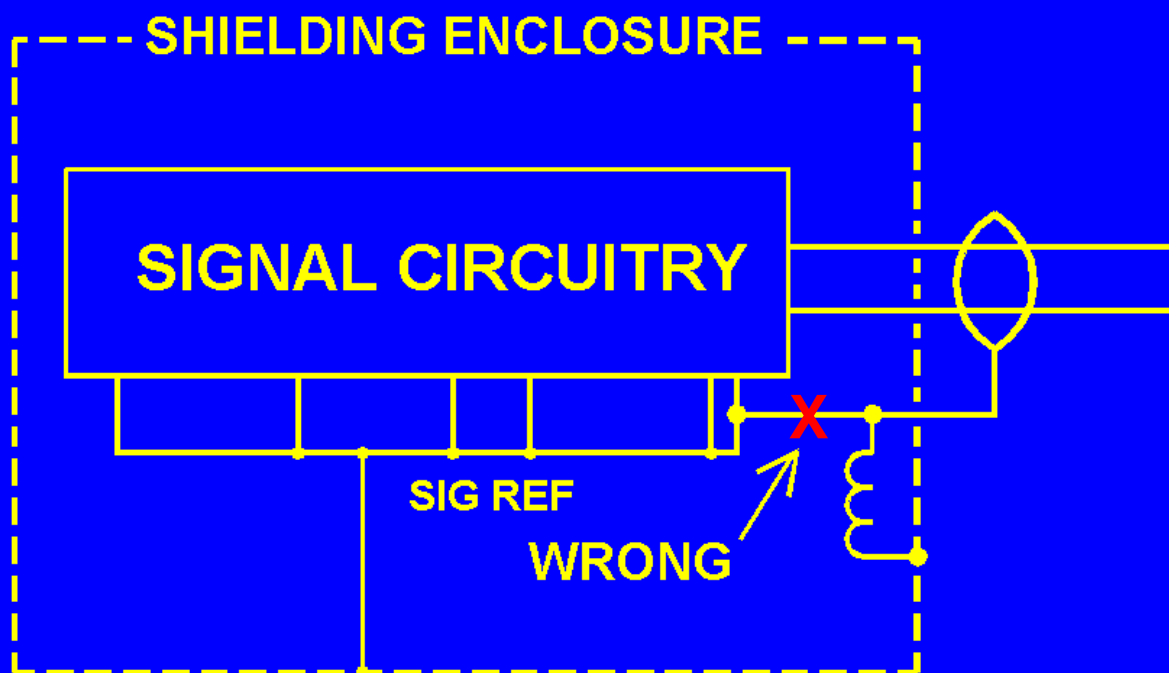 SHIELDING ENCLOSURE
SIGNAL CIRCUITRY
X
SIG REF
WRONG